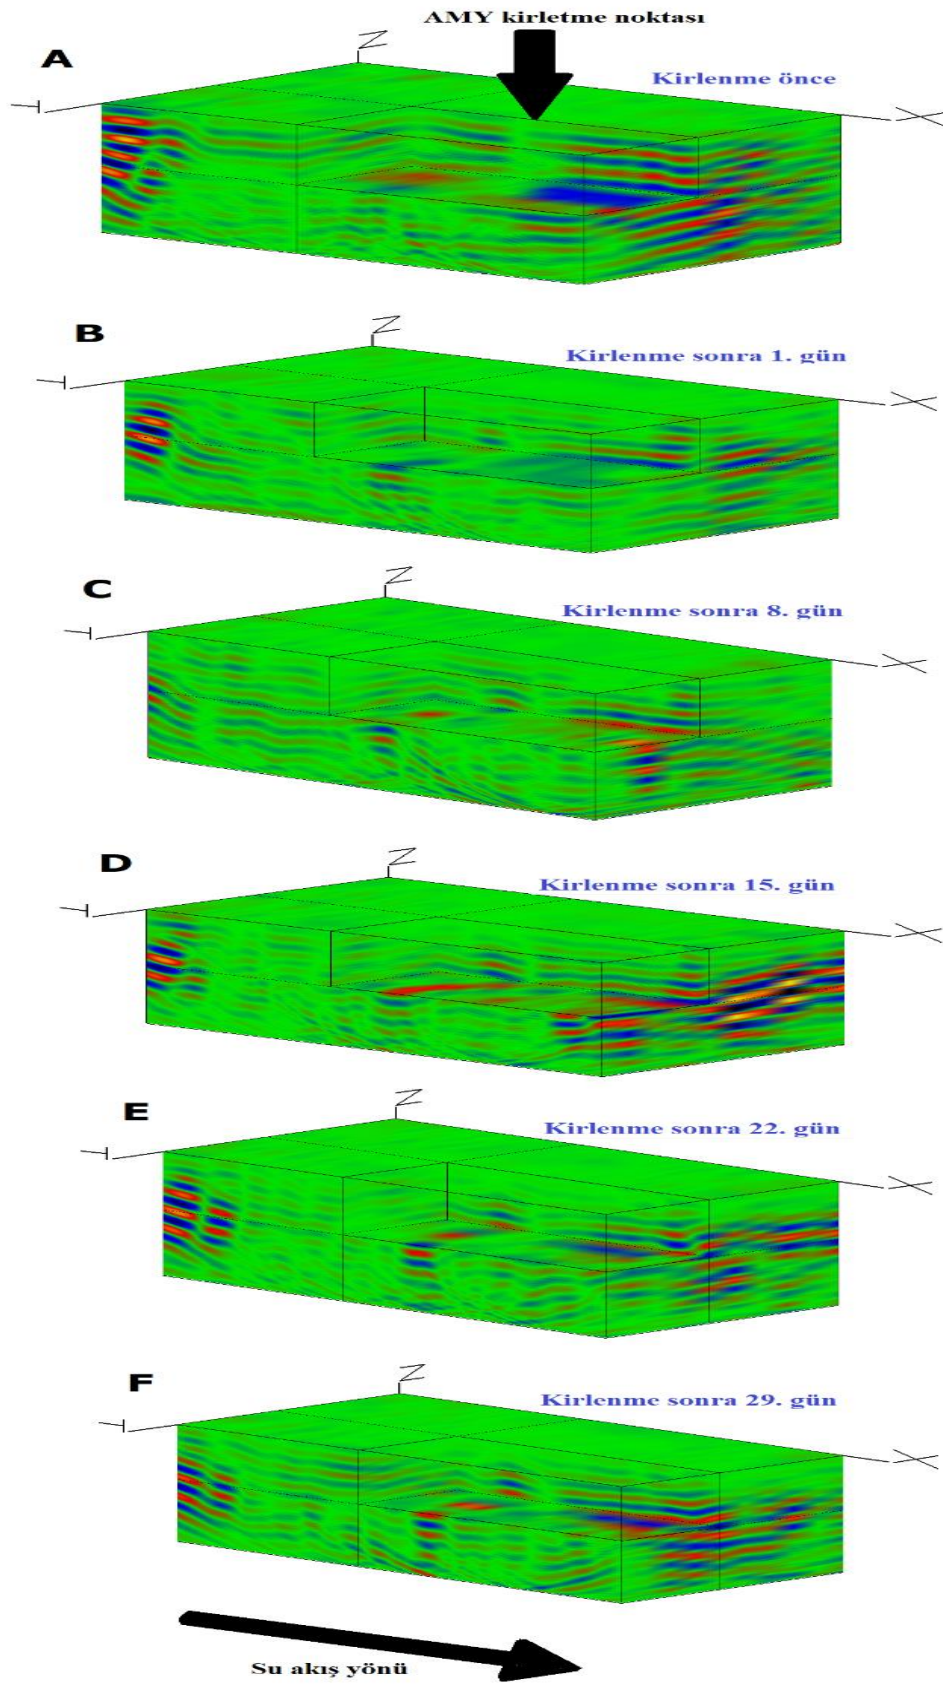 AMY kirletme noktası
A
Z
Kirlenme önce
X
B
Z
Kirlenme sonra 1. gün
X
C
Z
Kirlenme sonra 8. gün
X
D
Z
Kirlenme sonra 15. gün
X
E
Z
Kirlenme sonra 22. gün
X
F
Z
Kirlenme sonra 29. gün
X
Su akış yönü